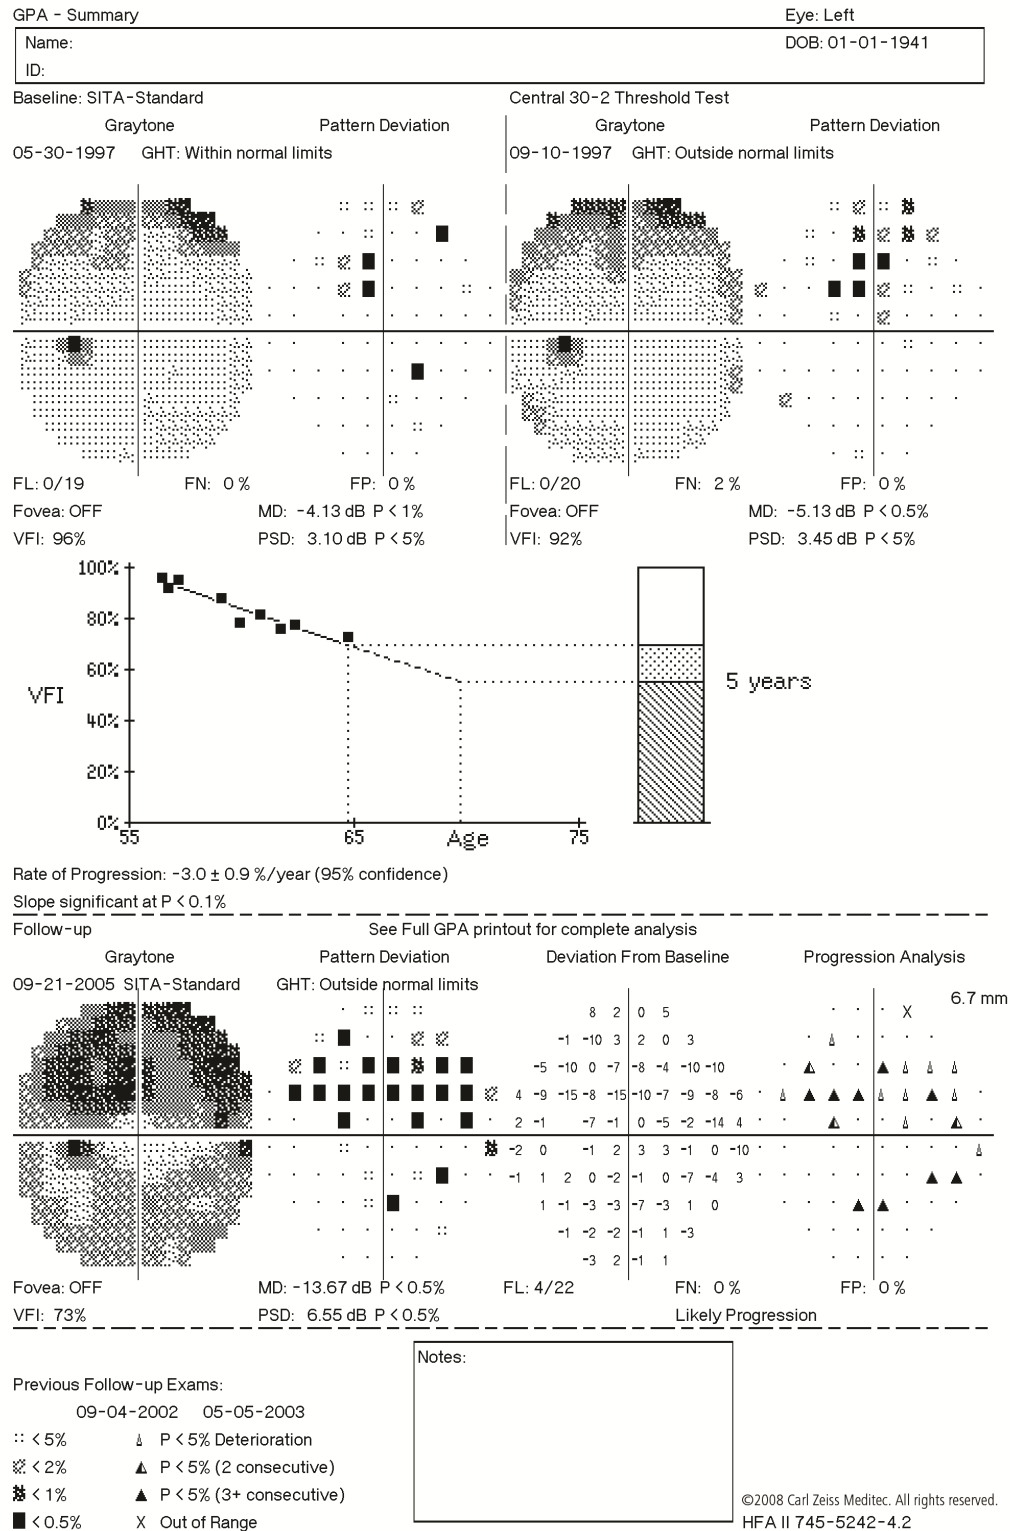 GPA - Summary Eye: Left
Name: DOB: 01-01-1941
ID:
Baseline: SITA-Standard Central 30-2 Threshold Test
Graytone Pattern Deviation Graytone Pattern Deviation
05-30-1997 GHT: Within normal limits 09-10-1997 GHT: Outside normal limits
FL: 0/19 FN: 0 % FP: 0 % FL: 0/20 FN: 2 % FP: 0 %
Fovea: OFF MD: -4.13 dB P < 1% Fovea: OFF MD: -5.13 dB P < 0.5%
VFI: 96% PSD: 3.10 dB P < 5% VFI: 92% PSD: 3.45 dB P < 5%
100%
80%
60%
VFI 5 years
40%
20%
0%
55 65 Age 75
Rate of Progression: -3.0 ± 0.9 %/year (95% confidence)
Slope significant at P < 0.1%
Follow-up See Full GPA printout for complete analysis
Graytone Pattern Deviation Deviation From Baseline Progression Analysis
09-21-2005 SITA-Standard GHT: Outside normal limits
6.7 mm
8 2 0 5 X
-1 -10 3 2 0 3
-5 -10 0 -7 -8 -4 -10 -10
4 -9 -15 -8 -15 -10 -7 -9 -8 -6
2 -1 -7 -1 0 -5 -2 -14 4
-2 0 -1 2 3 3 -1 0 -10
-1 1 2 0 -2 -1 0 -7 -4 3
1 -1 -3 -3 -7 -3 1 0
-1 -2 -2 -1 1 -3
-3 2 -1 1
Fovea: OFF MD: -13.67 dB P < 0.5% FL: 4/22 FN: 0 % FP: 0 %
VFI: 73% PSD: 6.55 dB P < 0.5% Likely Progression
Notes:
Previous Follow-up Exams:
09-04-2002 05-05-2003
< 5% P < 5% Deterioration
< 2% P < 5% (2 consecutive)
< 1% P < 5% (3+ consecutive)
< 0.5% X Out of Range
©2008 Carl Zeiss Meditec. All rights reserved.
HFA II 745-5242-4.2